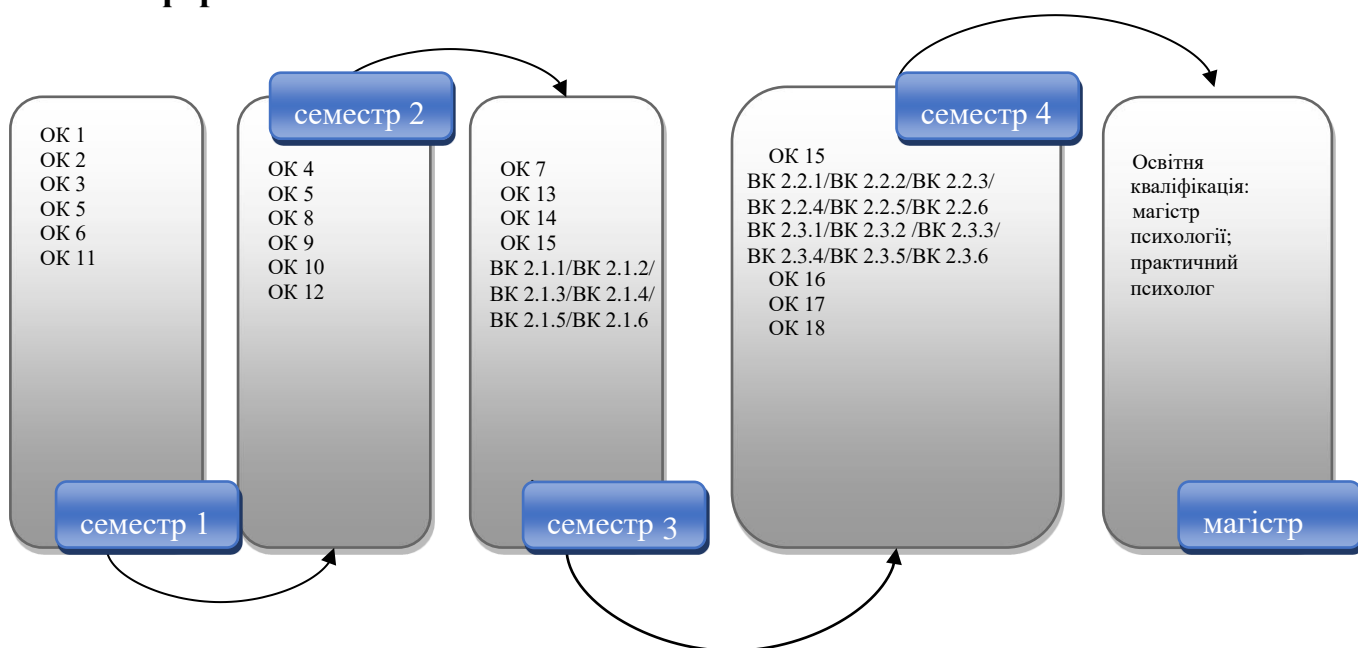 ОК 1
ОК 2
ОК 3
ОК 5
ОК 6
ОК 11
семестр 1
семестр 2
ОК 4
ОК 5
ОК 8
ОК 9
ОК 10
ОК 12
ОК 7
ОК 13
ОК 14
ОК 15
ВК 2.1.1/ВК 2.1.2/
ВК 2.1.3/ВК 2.1.4/
ВК 2.1.5/ВК 2.1.6
семестр 3
семестр 4
ОК 15
ВК 2.2.1/ВК 2.2.2/ВК 2.2.3/
ВК 2.2.4/ВК 2.2.5/ВК 2.2.6
ВК 2.3.1/ВК 2.3.2 /ВК 2.3.3/
ВК 2.3.4/ВК 2.3.5/ВК 2.3.6
ОК 16
ОК 17
ОК 18
Освітня
кваліфікація:
магістр
психології;
практичний
психолог
магістр